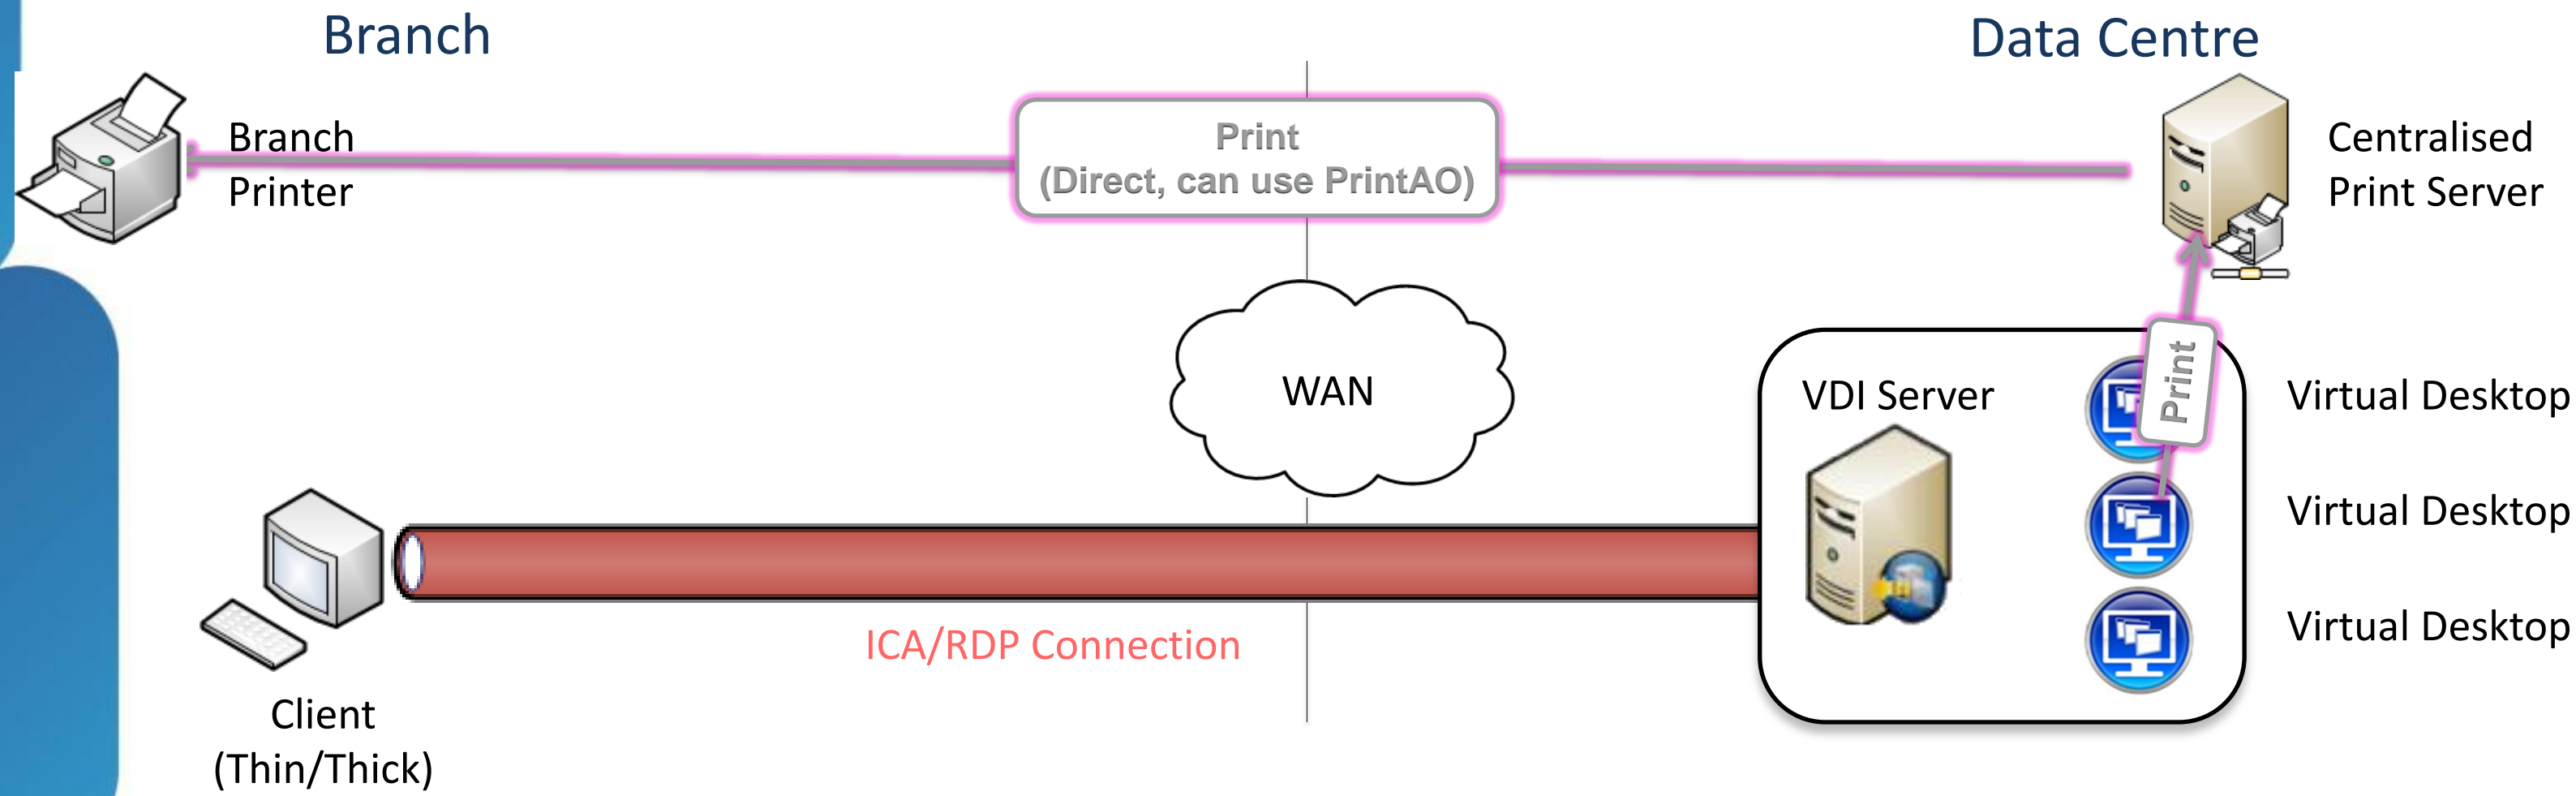 Branch
Data Centre
Branch
Printer
Print
(Direct, can use PrintAO)
Centralised
Print Server
WAN
VDI Server
Print
Virtual Desktop
Virtual Desktop
Virtual Desktop
ICA/RDP Connection
Client
(Thin/Thick)